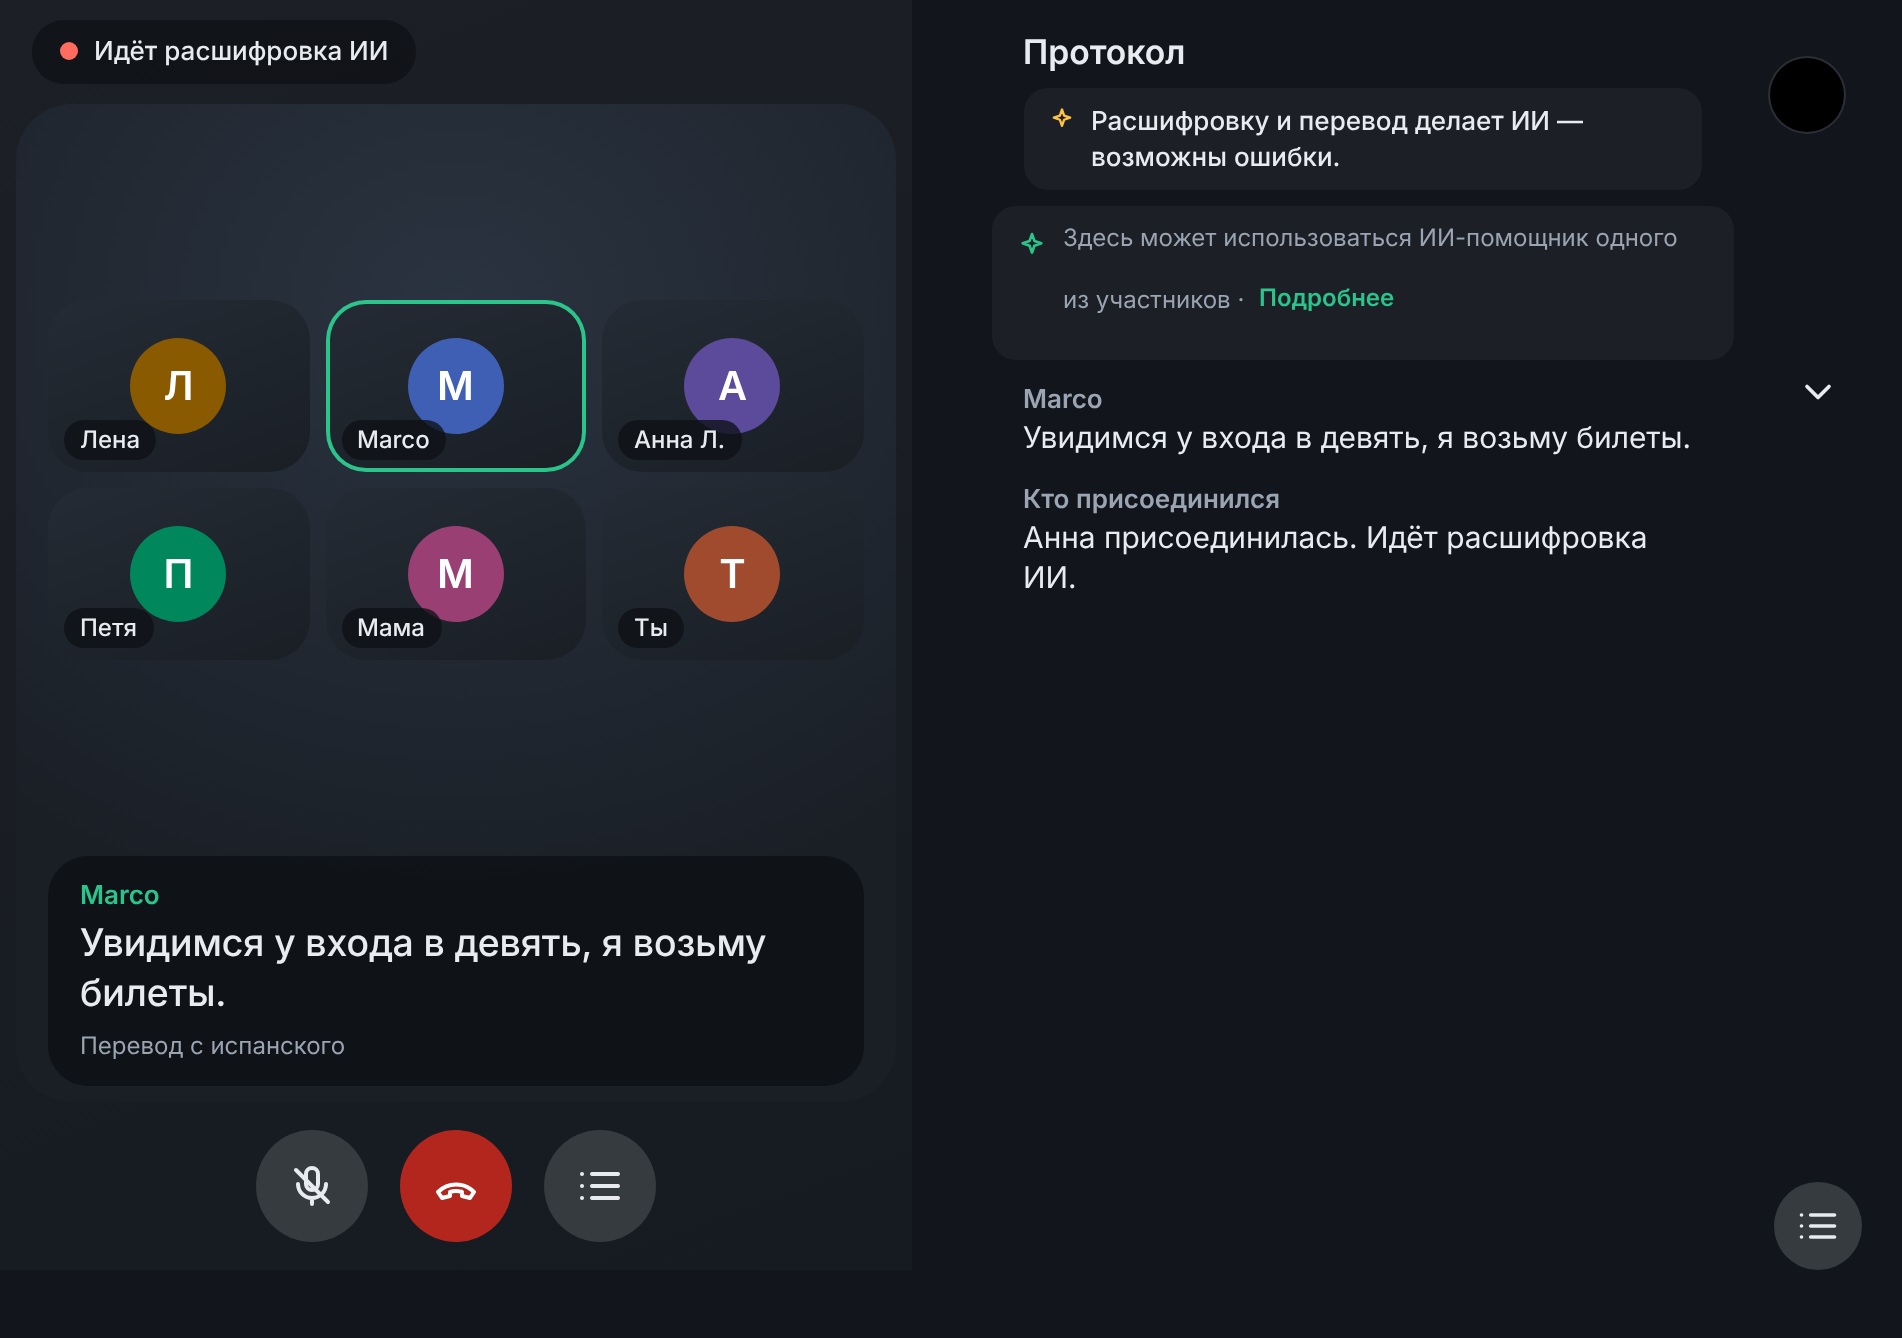 Идёт расшифровка ИИ
Л
Лена
M
Marco
А
Анна Л.
П
Петя
М
Мама
Т
Ты
Marco
Увидимся у входа в девять, я возьму
билеты.
Перевод с испанского
Протокол
Расшифровку и перевод делает ИИ —
возможны ошибки.
Здесь может использоваться ИИ-помощник одного
из участников · Подробнее
Marco
Увидимся у входа в девять, я возьму билеты.
Кто присоединился
Анна присоединилась. Идёт расшифровка
ИИ.